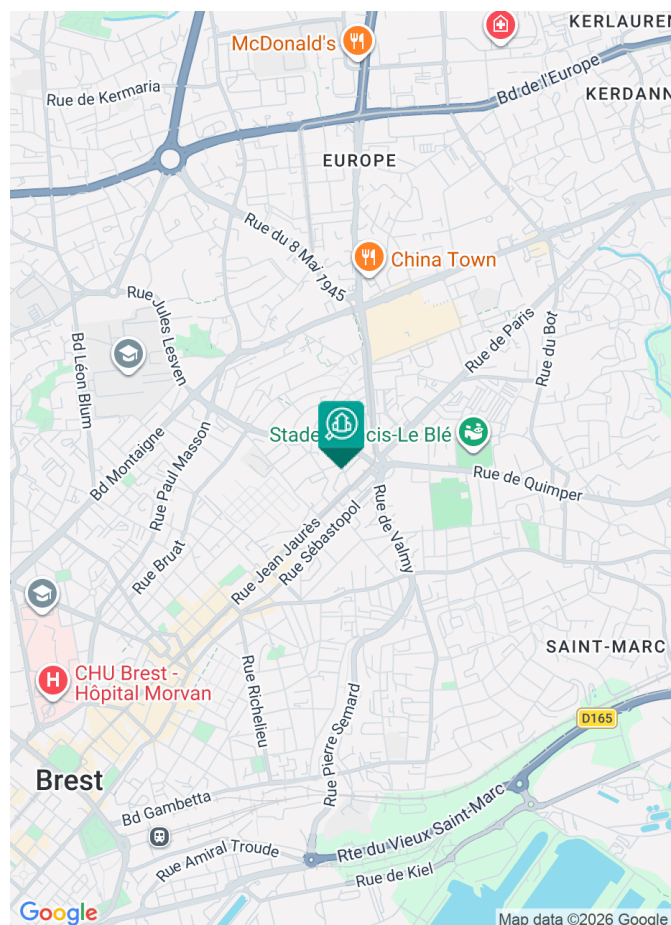 KERLAUREN
McDonald's
Bd de l'Europe
Rue de Kermaria
KERDANN
EUROPE
Rue du 8 Mai 1945
China Town
Rue Jules Lesven
Rue de Paris
Rue du Bot
Bd Léon Blum
Stade
cis-Le Blé
Bd Montaigne
Rue Paul Masson
Rue de Quimper
Rue de Valmy
Rue Jean Jaurès
Rue Sébastopol
Rue Bruat
SAINT-MARC
H
CHU Brest -
Hôpital Morvan
Rue Richelieu
Rue Pierre Semard
D165
Brest
Bd Gambetta
Rte du Vieux Saint-Marc
Rue Amiral Troude
Rue de Kiel
Google
Map data ©2026 Google